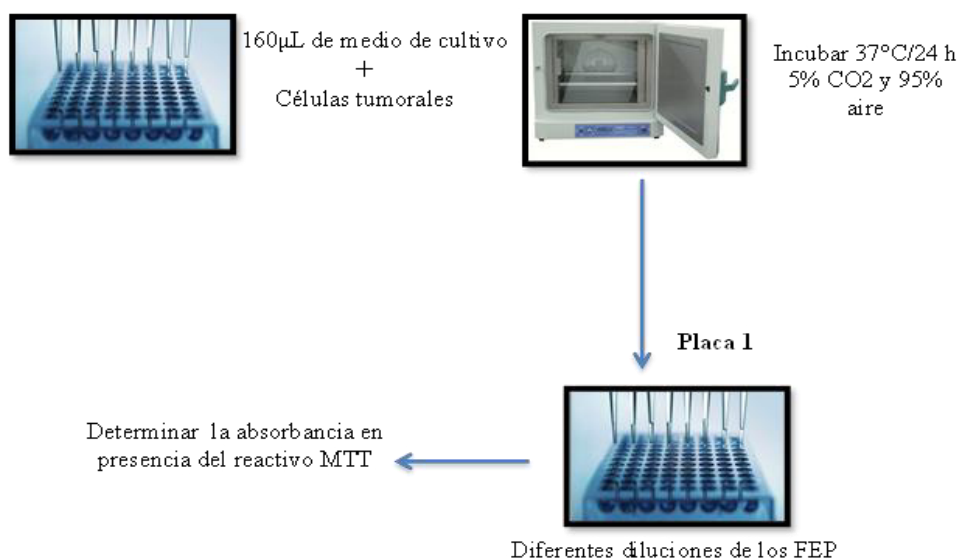 160µL de medio de cultivo
+
Células tumorales
Incubar 37°C/24 h
5% CO2 y 95%
aire
Placa 1
Determinar la absorbancia en
presencia del reactivo MTT
Diferentes diluciones de los FEP